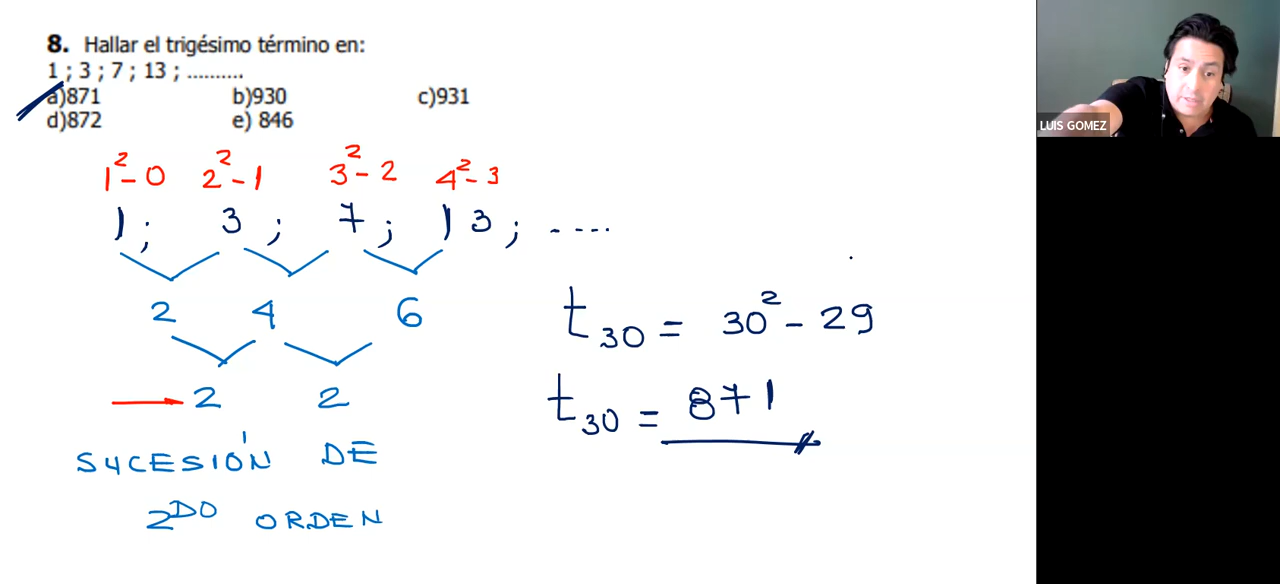 8. Hallar el trigésimo término en:
1 ; 3 ; 7 ; 13 ; ..........
a)871 b)930 c)931
d)872 e) 846
1²-0 2²-1 3²-2 4²-3
1; 3; 7; 13; ....
2 4 6
2 2
SUCESIÓN DE
2DO ORDEN
t30 = 30² - 29
t30 = 871
LUIS GOMEZ